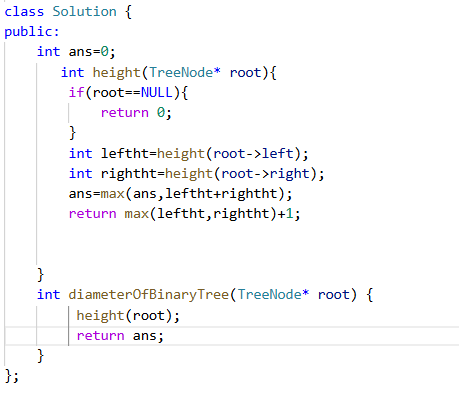 class Solution {
public:
    int ans=0;
       int height(TreeNode* root){
        if(root==NULL){
            return 0;
        }
        int leftht=height(root->left);
        int rightht=height(root->right);
        ans=max(ans,leftht+rightht);
        return max(leftht,rightht)+1;
    }
    int diameterOfBinaryTree(TreeNode* root) {
         height(root);
         return ans;
    }
};